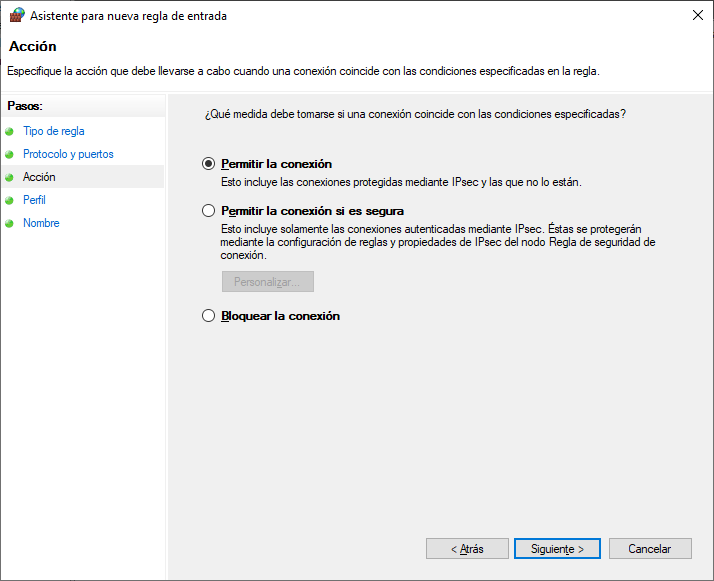 Asistente para nueva regla de entrada
Acción
Especifique la acción que debe llevarse a cabo cuando una conexión coincide con las condiciones especificadas en la regla.
Pasos:
Tipo de regla
Protocolo y puertos
Acción
Perfil
Nombre
¿Qué medida debe tomarse si una conexión coincide con las condiciones especificadas?
Permitir la conexión
Esto incluye las conexiones protegidas mediante IPsec y las que no lo están.
Permitir la conexión si es segura
Esto incluye solamente las conexiones autenticadas mediante IPsec. Éstas se protegerán
mediante la configuración de reglas y propiedades de IPsec del nodo Regla de seguridad de
conexión.
Personalizar...
Bloquear la conexión
< Atrás
Siguiente >
Cancelar